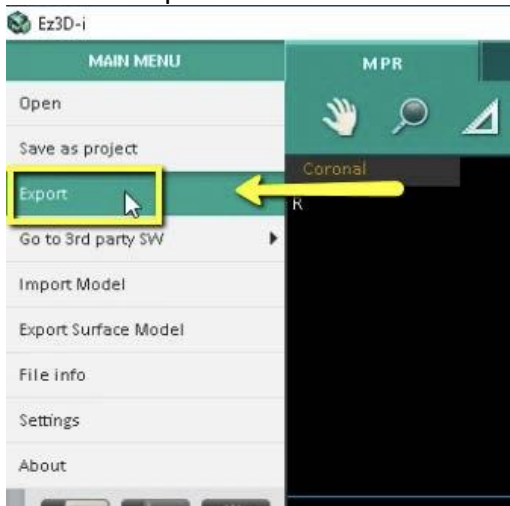 Ez3D-i
MAIN MENU
MPR
Open
Save as project
Export
Coronal
R
Go to 3rd party SW
Import Model
Export Surface Model
File info
Settings
About